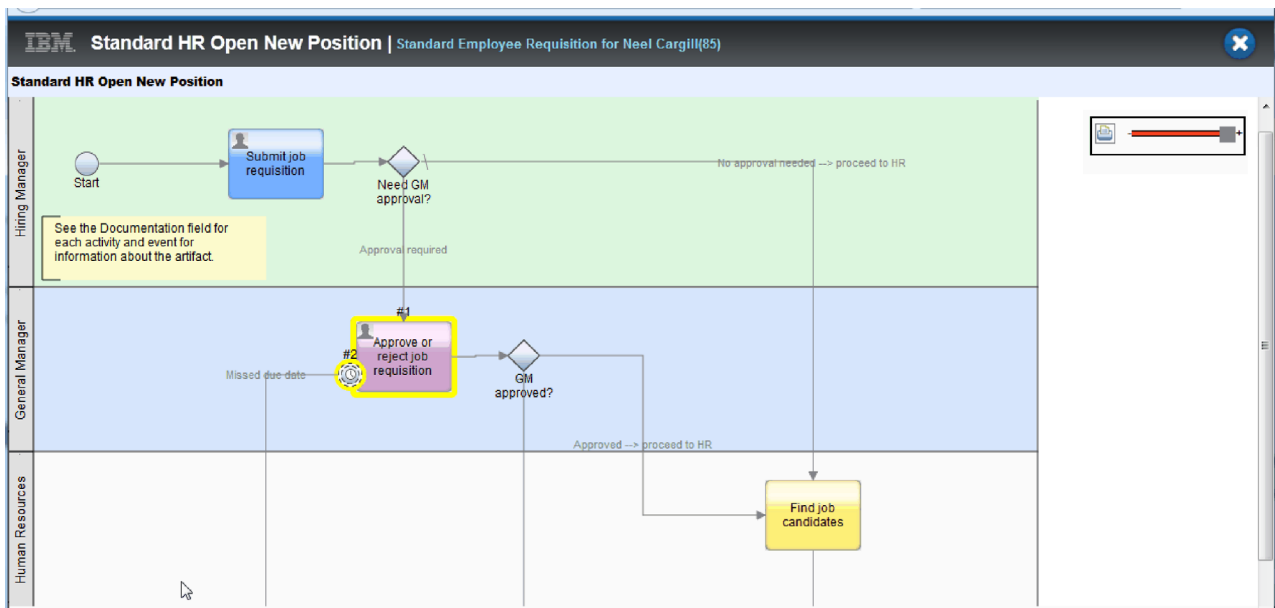 IBM. Standard HR Open New Position | Standard Employee Requisition for Neel Cargill(85)
Standard HR Open New Position
Hiring Manager
Start
Submit job
requisition
Need GM
approval?
No approval needed --> proceed to HR
See the Documentation field for
each activity and event for
information about the artifact.
Approval required
General Manager
#1
Approve or
reject job
requisition
#2
Missed due date
GM
approved?
Approved --> proceed to HR
Human Resources
Find job
candidates
- +